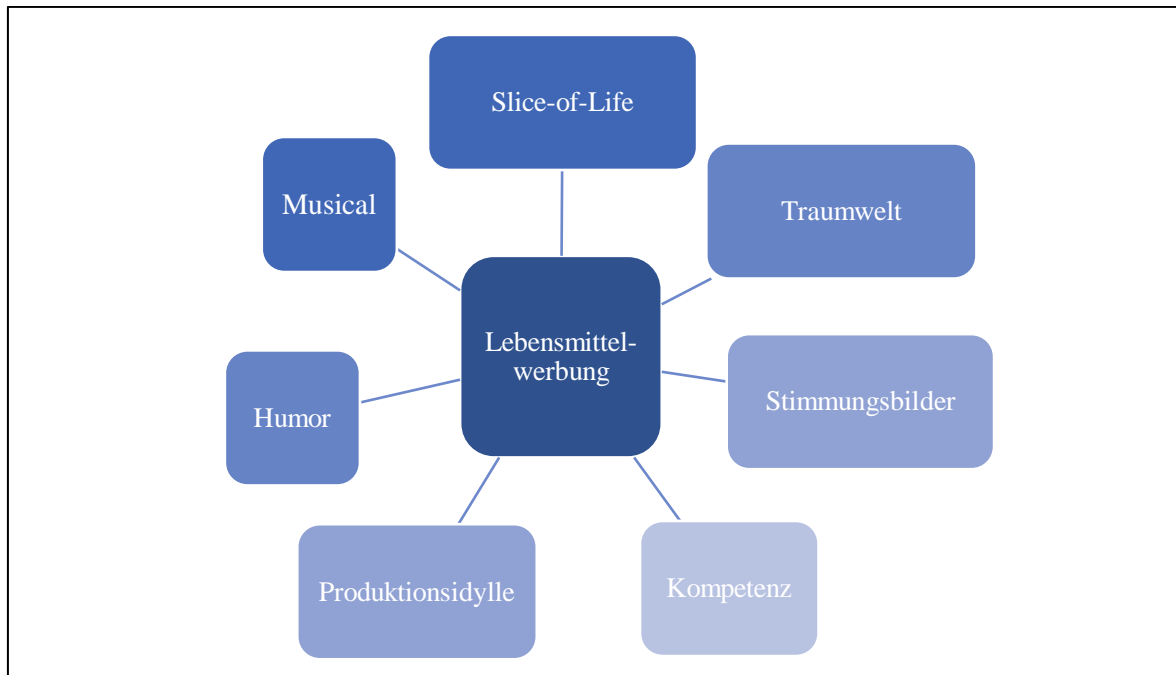 Slice-of-Life
Musical
Traumwelt
Lebensmittel-
werbung
Stimmungsbilder
Humor
Produktionsidylle
Kompetenz